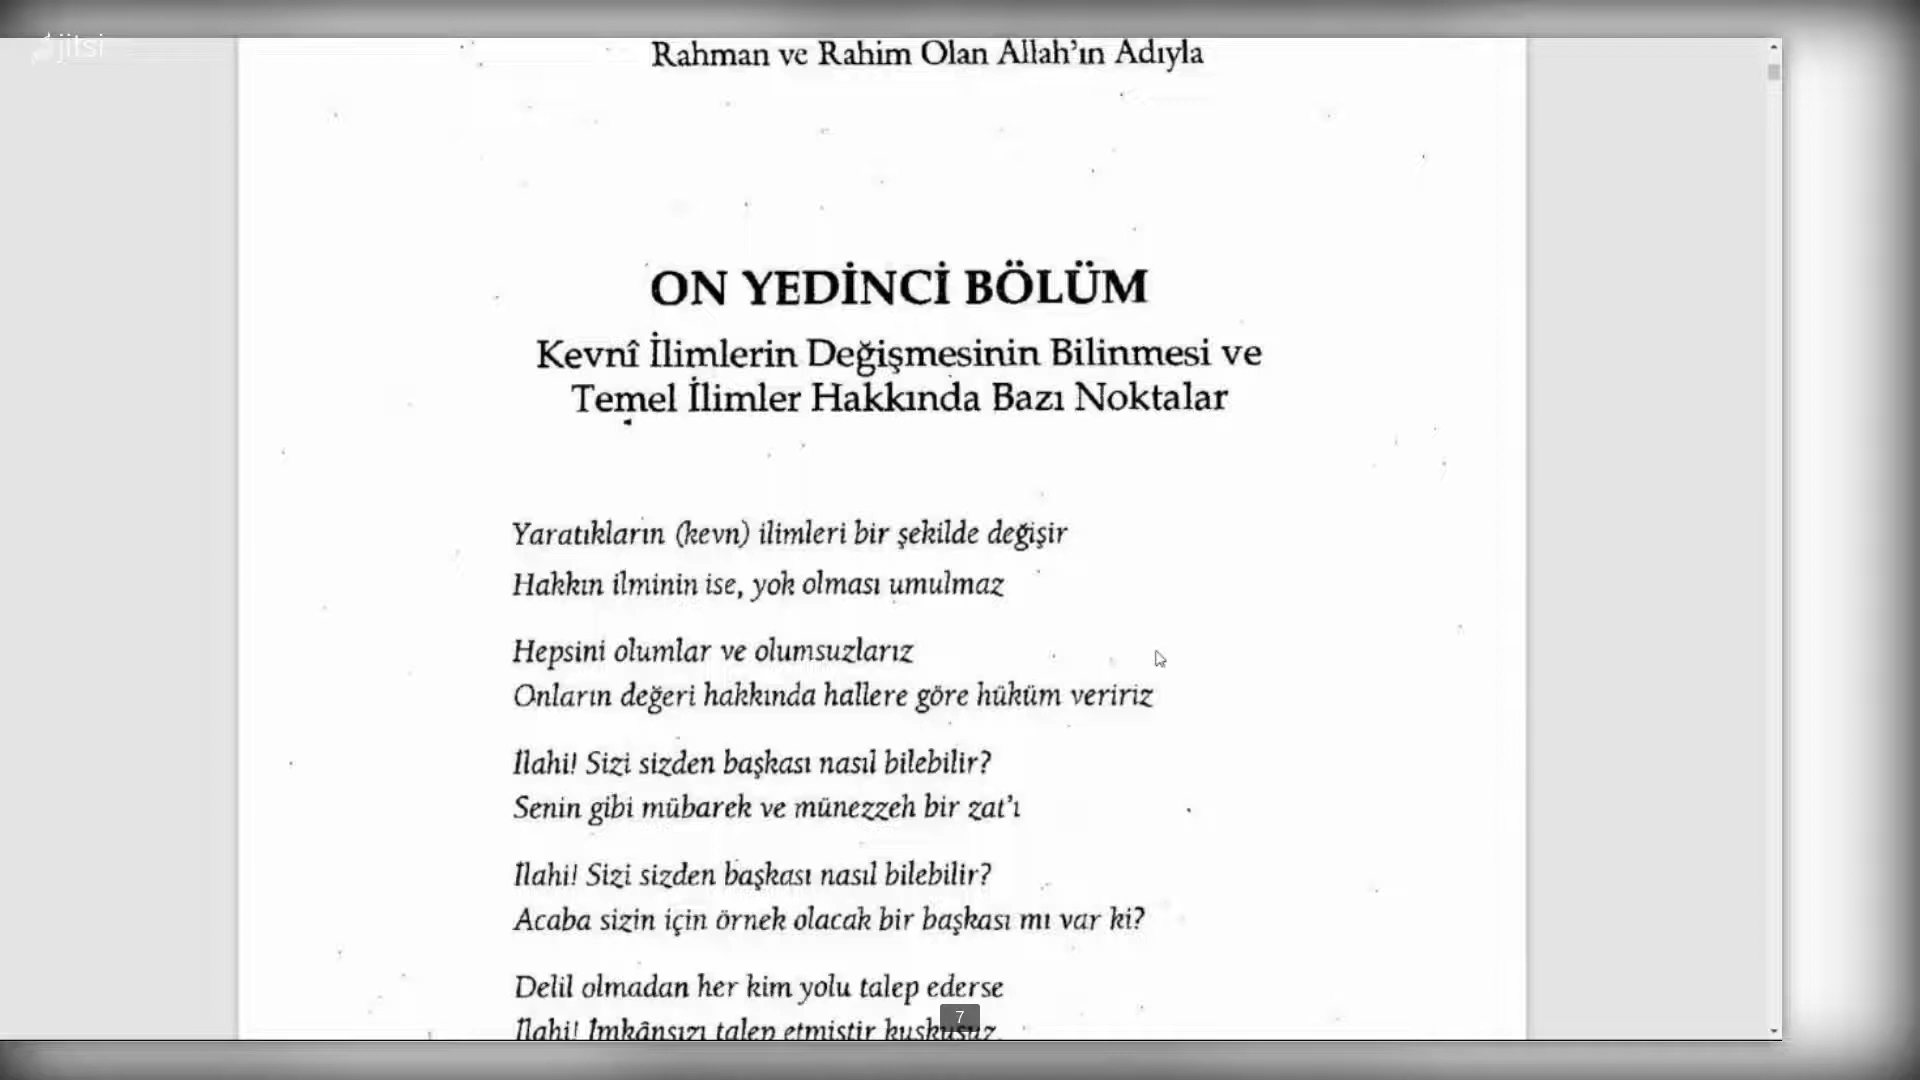 jitsi
Rahman ve Rahim Olan Allah'ın Adıyla
ON YEDİNCİ BÖLÜM
Kevnî İlimlerin Değişmesinin Bilinmesi ve
Temel İlimler Hakkında Bazı Noktalar
Yaratıkların (kevn) ilimleri bir şekilde değişir
Hakkın ilminin ise, yok olması umulmaz
Hepsini olumlar ve olumsuzlarız
Onların değeri hakkında hallere göre hüküm veririz
İlahi! Sizi sizden başkası nasıl bilebilir?
Senin gibi mübarek ve münezzeh bir zat'ı
İlahi! Sizi sizden başkası nasıl bilebilir?
Acaba sizin için örnek olacak bir başkası mı var ki?
Delil olmadan her kim yolu talep ederse
İlahi! İmkânsızı talep etmiştir kuşkusuz
7